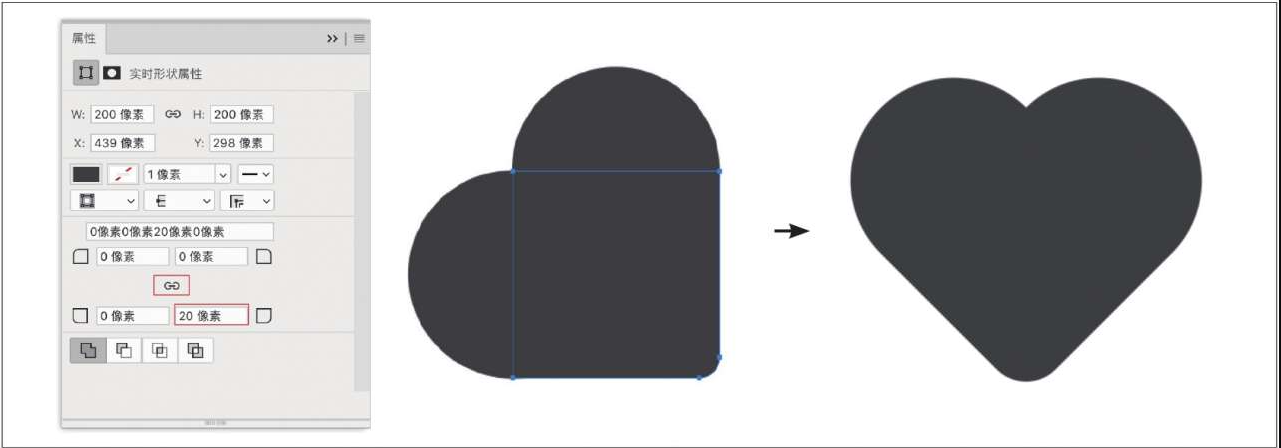 属性
实时形状属性
W: 200 像素 H: 200 像素
X: 439 像素 Y: 298 像素
1 像素
0像素0像素20像素0像素
0 像素 0 像素
0 像素 20 像素